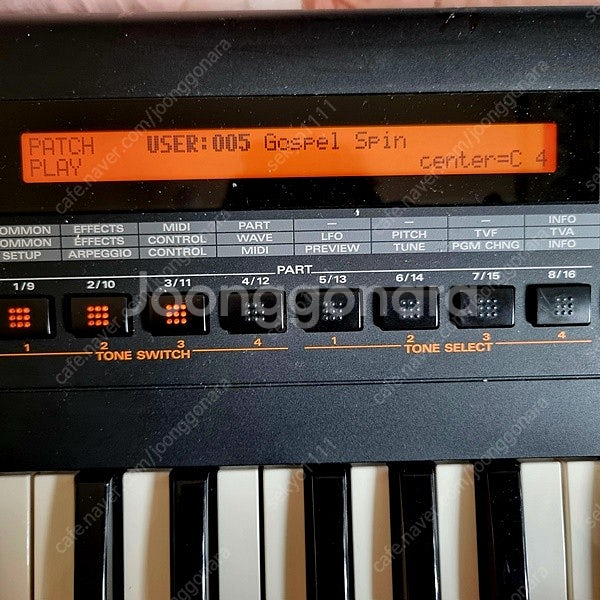 PATCH USER:005 Gospel Spin
PLAY center=C 4
OMMON EFFECTS MIDI PART — — — INFO
OMMON EFFECTS CONTROL WAVE LFO PITCH TVF TVA
SETUP ARPEGGIO CONTROL MIDI PREVIEW TUNE PGM CHNG INFO
PART
1/9 2/10 3/11 4/12 5/13 6/14 7/15 8/16
Joonggonara
1 2 3 4 1 2 3 4
TONE SWITCH TONE SELECT
cafe.naver.com/joonggonara